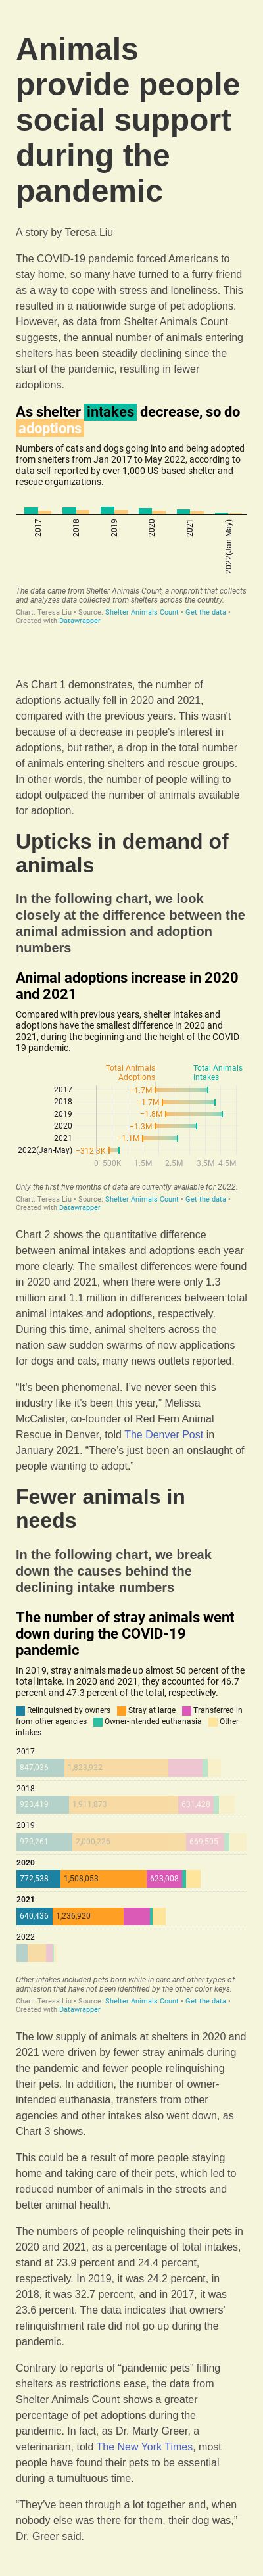 Animals
provide people
social support
during the
pandemic
A story by Teresa Liu
The COVID-19 pandemic forced Americans to
stay home, so many have turned to a furry friend
as a way to cope with stress and loneliness. This
resulted in a nationwide surge of pet adoptions.
However, as data from Shelter Animals Count
suggests, the annual number of animals entering
shelters has been steadily declining since the
start of the pandemic, resulting in fewer
adoptions.
As shelter intakes decrease, so do
adoptions
Numbers of cats and dogs going into and being adopted
from shelters from Jan 2017 to May 2022, according to
data self-reported by over 1,000 US-based shelter and
rescue organizations.
2017
2018
2019
2020
2021
2022(Jan-May)
The data came from Shelter Animals Count, a nonprofit that collects
and analyzes data collected from shelters across the country.
Chart: Teresa Liu • Source: Shelter Animals Count • Get the data •
Created with Datawrapper
As Chart 1 demonstrates, the number of
adoptions actually fell in 2020 and 2021,
compared with the previous years. This wasn't
because of a decrease in people's interest in
adoptions, but rather, a drop in the total number
of animals entering shelters and rescue groups.
In other words, the number of people willing to
adopt outpaced the number of animals available
for adoption.
Upticks in demand of
animals
In the following chart, we look
closely at the difference between the
animal admission and adoption
numbers
Animal adoptions increase in 2020
and 2021
Compared with previous years, shelter intakes and
adoptions have the smallest difference in 2020 and
2021, during the beginning and the height of the COVID-
19 pandemic.
Total Animals Total Animals
Adoptions Intakes
2017 −1.7M
2018 −1.7M
2019 −1.8M
2020 −1.3M
2021 −1.1M
2022(Jan-May) −312.3K
0 500K 1.5M 2.5M 3.5M 4.5M
Only the first five months of data are currently available for 2022.
Chart: Teresa Liu • Source: Shelter Animals Count • Get the data •
Created with Datawrapper
Chart 2 shows the quantitative difference
between animal intakes and adoptions each year
more clearly. The smallest differences were found
in 2020 and 2021, when there were only 1.3
million and 1.1 million in differences between total
animal intakes and adoptions, respectively.
During this time, animal shelters across the
nation saw sudden swarms of new applications
for dogs and cats, many news outlets reported.
“It’s been phenomenal. I’ve never seen this
industry like it’s been this year,” Melissa
McCalister, co-founder of Red Fern Animal
Rescue in Denver, told The Denver Post in
January 2021. “There’s just been an onslaught of
people wanting to adopt.”
Fewer animals in
needs
In the following chart, we break
down the causes behind the
declining intake numbers
The number of stray animals went
down during the COVID-19
pandemic
In 2019, stray animals made up almost 50 percent of the
total intake. In 2020 and 2021, they accounted for 46.7
percent and 47.3 percent of the total, respectively.
Relinquished by owners Stray at large Transferred in
from other agencies Owner-intended euthanasia Other
intakes
2017
847,036 1,823,922
2018
923,419 1,911,873 631,428
2019
979,261 2,000,226 669,505
2020
772,538 1,508,053 623,008
2021
640,436 1,236,920
2022
Other intakes included pets born while in care and other types of
admission that have not been identified by the other color keys.
Chart: Teresa Liu • Source: Shelter Animals Count • Get the data •
Created with Datawrapper
The low supply of animals at shelters in 2020 and
2021 were driven by fewer stray animals during
the pandemic and fewer people relinquishing
their pets. In addition, the number of owner-
intended euthanasia, transfers from other
agencies and other intakes also went down, as
Chart 3 shows.
This could be a result of more people staying
home and taking care of their pets, which led to
reduced number of animals in the streets and
better animal health.
The numbers of people relinquishing their pets in
2020 and 2021, as a percentage of total intakes,
stand at 23.9 percent and 24.4 percent,
respectively. In 2019, it was 24.2 percent, in
2018, it was 32.7 percent, and in 2017, it was
23.6 percent. The data indicates that owners'
relinquishment rate did not go up during the
pandemic.
Contrary to reports of “pandemic pets” filling
shelters as restrictions ease, the data from
Shelter Animals Count shows a greater
percentage of pet adoptions during the
pandemic. In fact, as Dr. Marty Greer, a
veterinarian, told The New York Times, most
people have found their pets to be essential
during a tumultuous time.
“They’ve been through a lot together and, when
nobody else was there for them, their dog was,”
Dr. Greer said.